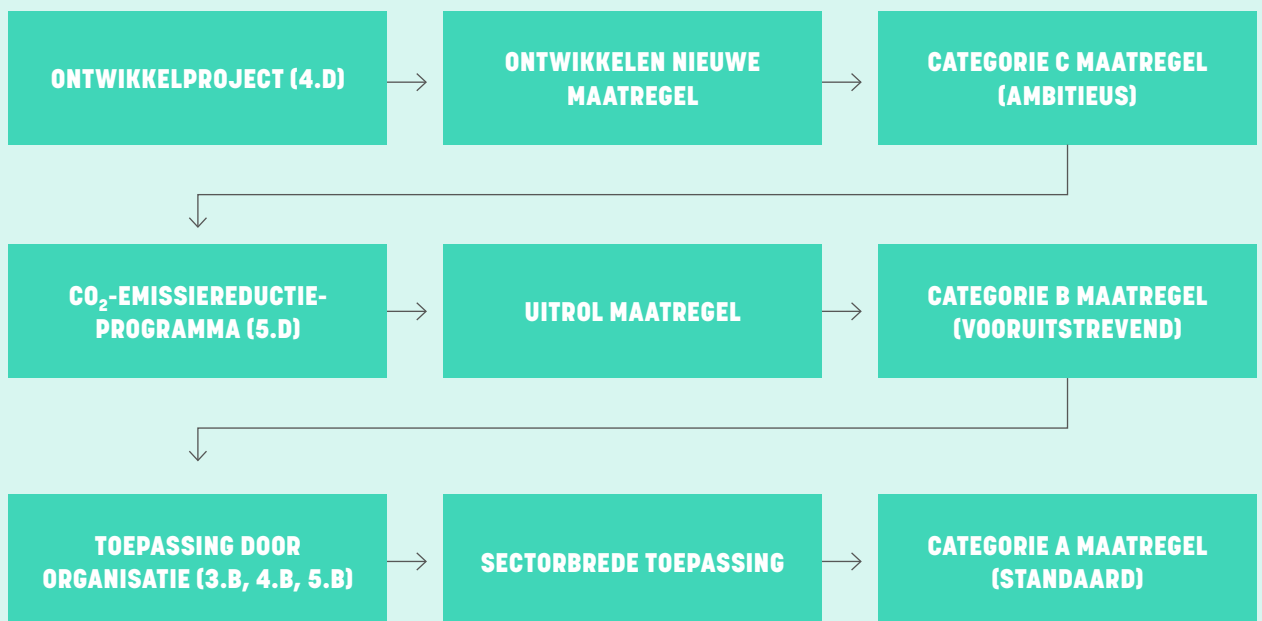 ONTWIKKELPROJECT (4.D)
ONTWIKKELEN NIEUWE
MAATREGEL
CATEGORIE C MAATREGEL
(AMBITIEUS)
CO₂-EMISSIEREDUCTIE-
PROGRAMMA (5.D)
UITROL MAATREGEL
CATEGORIE B MAATREGEL
(VOORUITSTREVEND)
TOEPASSING DOOR
ORGANISATIE (3.B, 4.B, 5.B)
SECTORBREDE TOEPASSING
CATEGORIE A MAATREGEL
(STANDAARD)